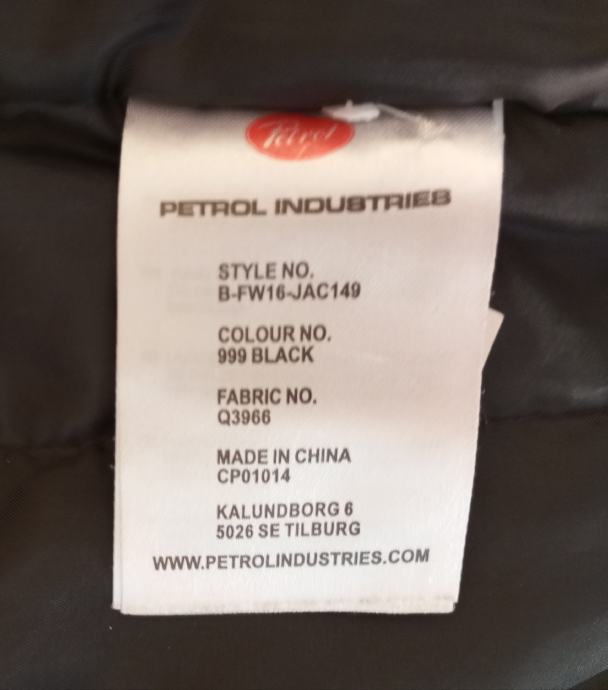 Petrol
PETROL INDUSTRIES
STYLE NO.
B-FW16-JAC149
COLOUR NO.
999 BLACK
FABRIC NO.
Q3966
MADE IN CHINA
CP01014
KALUNDBORG 6
5026 SE TILBURG
WWW.PETROLINDUSTRIES.COM